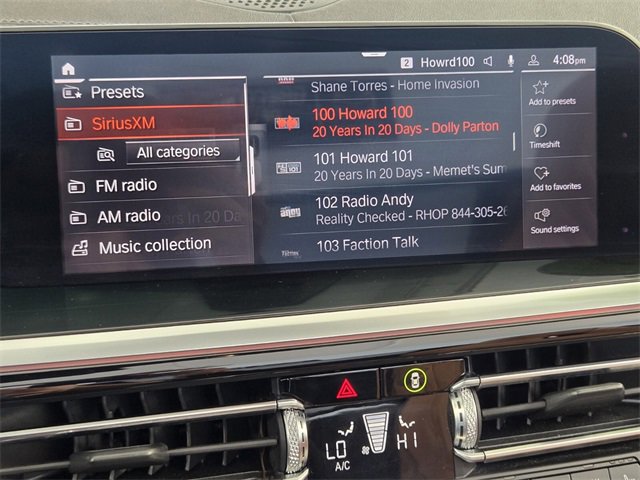 2 Howrd100 4:08pm
Presets
SiriusXM
All categories
FM radio
AM radio
Music collection
Shane Torres - Home Invasion
100 Howard 100
20 Years In 20 Days - Dolly Parton
101 Howard 101
20 Years In 20 Days - Memet's Sum
102 Radio Andy
Reality Checked - RHOP 844-305-26
103 Faction Talk
Add to presets
Timeshift
Add to favorites
Sound settings
LO HI
A/C